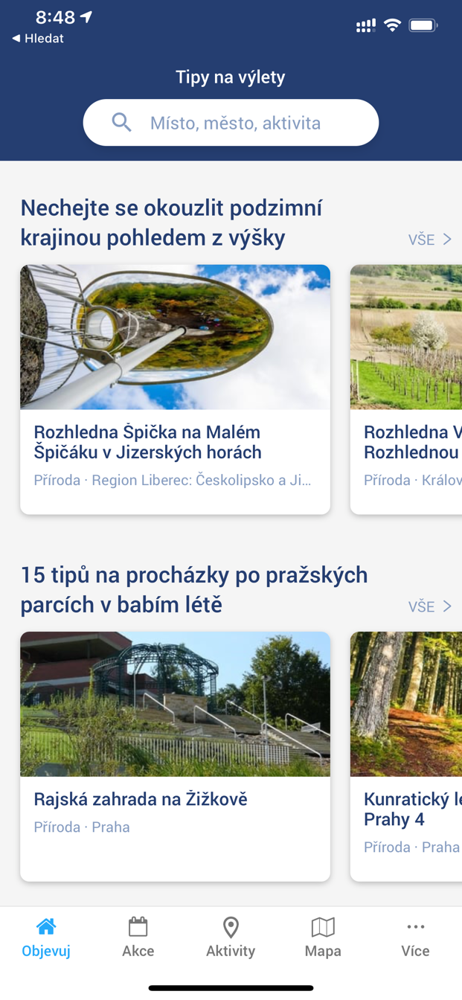 8:48
◀ Hledat
Tipy na výlety
Místo, město, aktivita
Nechejte se okouzlit podzimní
krajinou pohledem z výšky
VŠE
Rozhledna Špička na Malém
Špičáku v Jizerských horách
Příroda · Region Liberec: Českolipsko a Ji...
Rozhledna V
Rozhlednou
Příroda · Králov
15 tipů na procházky po pražských
parcích v babím létě
VŠE
Rajská zahrada na Žižkově
Příroda · Praha
Kunratický le
Prahy 4
Příroda · Praha
Objevuj
Akce
Aktivity
Mapa
Více